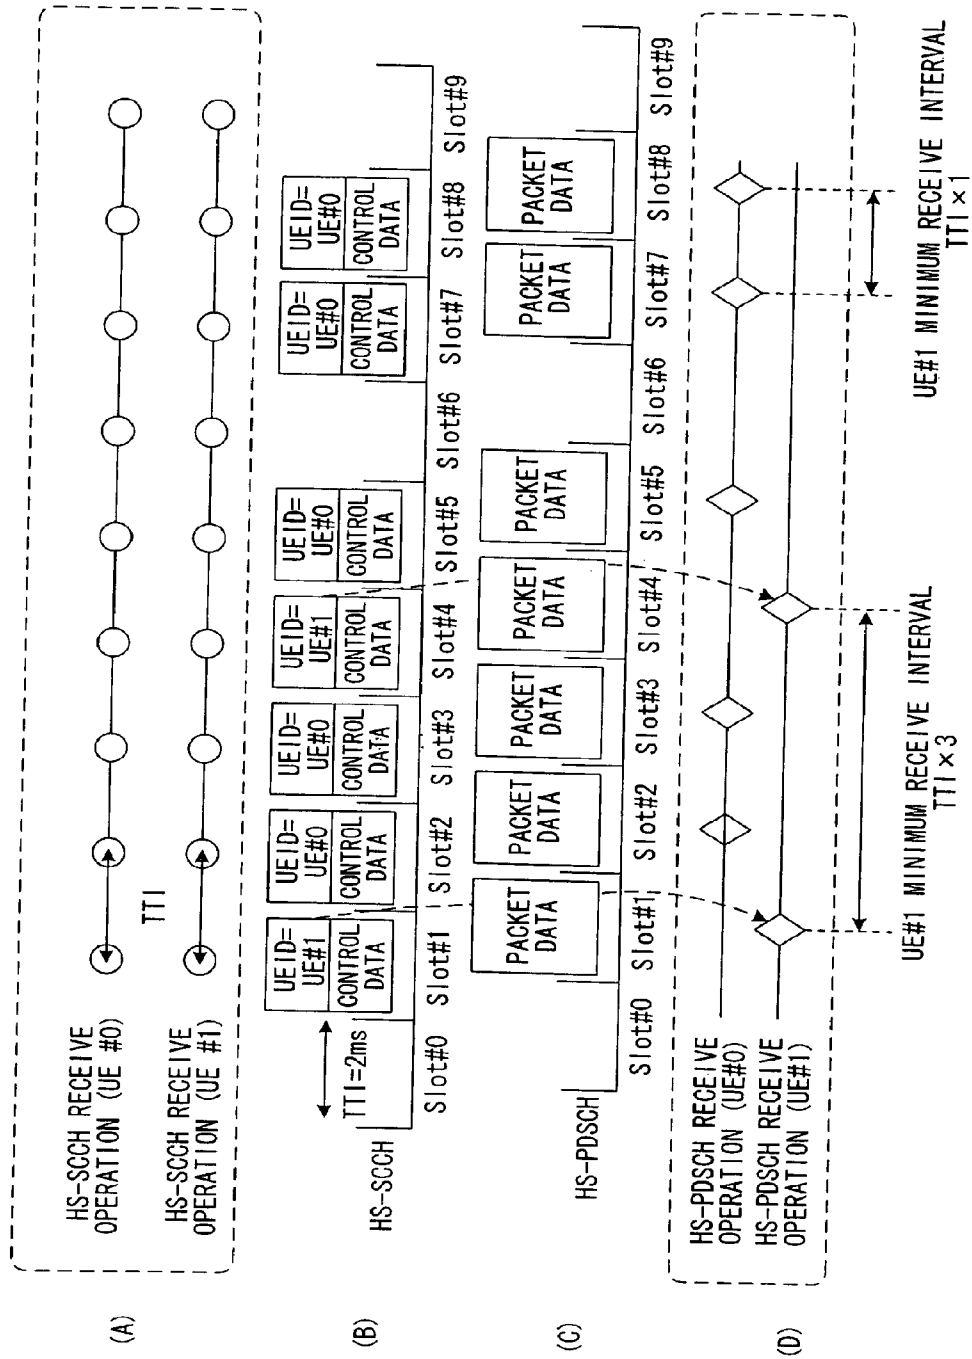 (A)
HS-SCCH RECEIVE
OPERATION (UE #0)
TTI
HS-SCCH RECEIVE
OPERATION (UE #1)
(B)
HS-SCCH
TTI=2ms
UEID=
UE#1
CONTROL
DATA
UEID=
UE#0
CONTROL
DATA
UEID=
UE#0
CONTROL
DATA
UEID=
UE#1
CONTROL
DATA
UEID=
UE#0
CONTROL
DATA
UEID=
UE#0
CONTROL
DATA
UEID=
UE#0
CONTROL
DATA
Slot#0 Slot#1 Slot#2 Slot#3 Slot#4 Slot#5 Slot#6 Slot#7 Slot#8 Slot#9
(C)
HS-PDSCH
PACKET
DATA
PACKET
DATA
PACKET
DATA
PACKET
DATA
PACKET
DATA
PACKET
DATA
PACKET
DATA
Slot#0 Slot#1 Slot#2 Slot#3 Slot#4 Slot#5 Slot#6 Slot#7 Slot#8 Slot#9
(D)
HS-PDSCH RECEIVE
OPERATION (UE#0)
HS-PDSCH RECEIVE
OPERATION (UE#1)
UE#1 MINIMUM RECEIVE INTERVAL
TTI×3
UE#1 MINIMUM RECEIVE INTERVAL
TTI×1